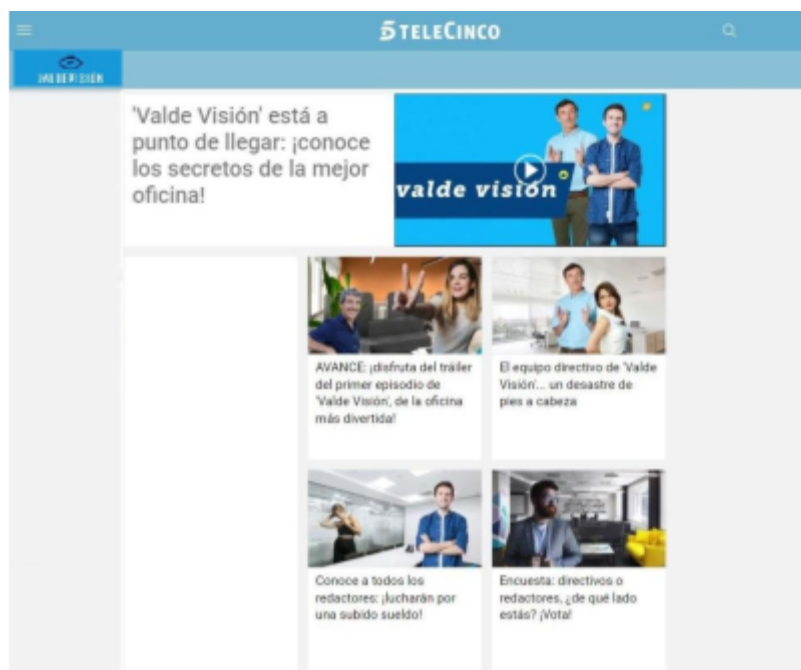 TELECINCO
VALDEVISIÓN
'Valde Visión' está a
punto de llegar: ¡conoce
los secretos de la mejor
oficina!
valde visión
AVANCE: ¡disfruta del tráiler
del primer episodio de
'Valde Visión', de la oficina
más divertida!
El equipo directivo de 'Valde
Visión'... un desastre de
pies a cabeza
Conoce a todos los
redactores: ¡lucharán por
una subido sueldo!
Encuesta: directivos o
redactores, ¿de qué lado
estás? ¡Vota!